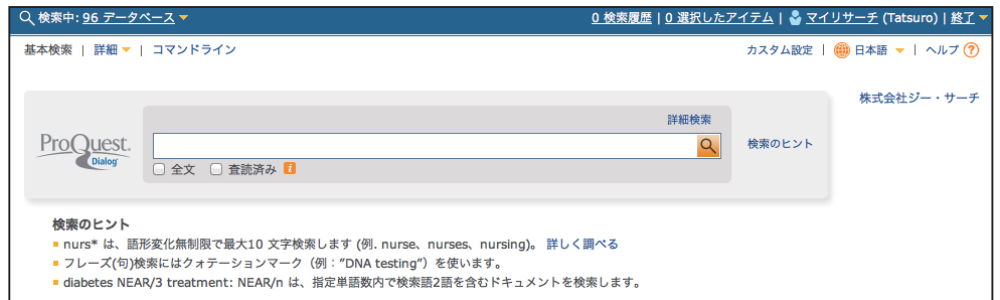 検索中: 96 データベース 0 検索履歴 | 0 選択したアイテム | マイリサーチ (Tatsuro) | 終了
基本検索 | 詳細 | コマンドライン カスタム設定 | 日本語 | ヘルプ ?
株式会社ジー・サーチ
詳細検索
ProQuest
Dialog
検索のヒント
全文 査読済み i
検索のヒント
nurs* は、語形変化無制限で最大10 文字検索します (例. nurse、nurses、nursing)。 詳しく調べる
フレーズ(句)検索にはクォテーションマーク（例："DNA testing"）を使います。
diabetes NEAR/3 treatment: NEAR/n は、指定単語数内で検索語2語を含むドキュメントを検索します。